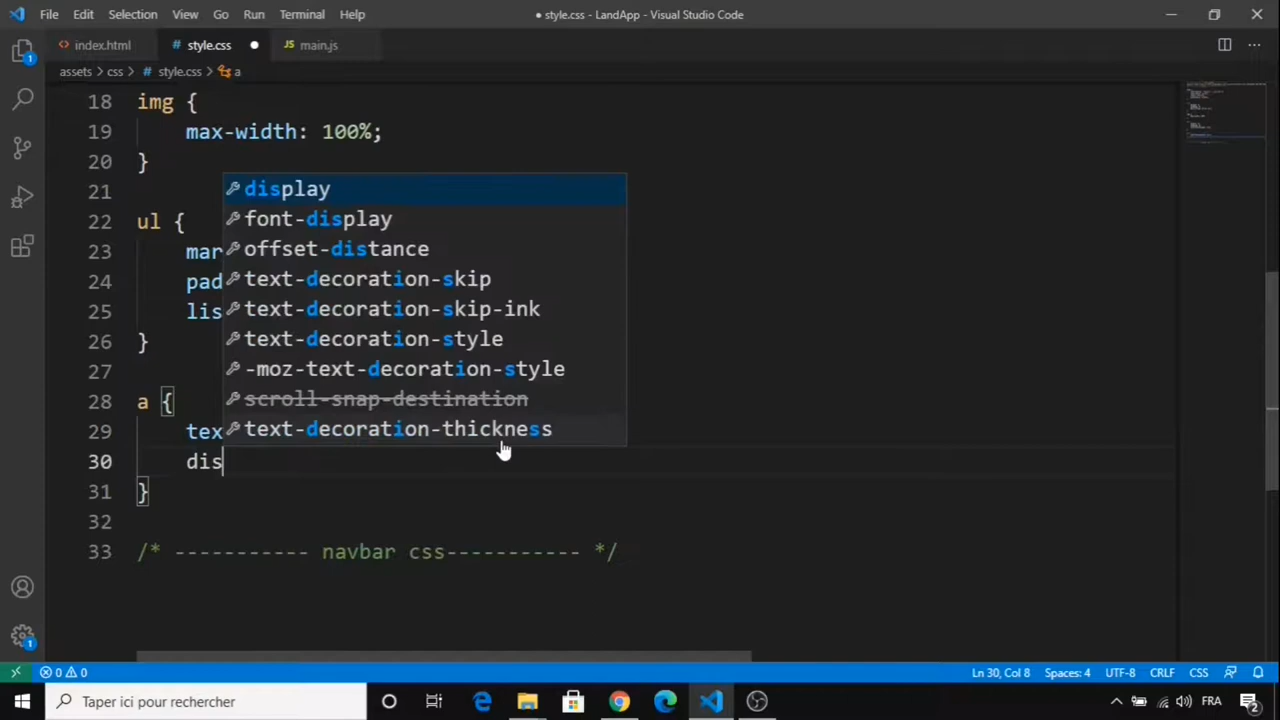 File Edit Selection View Go Run Terminal Help ● style.css - LandApp - Visual Studio Code
index.html # style.css ● JS main.js
assets > css > # style.css > a
18 img {
19 max-width: 100%;
20 }
21
22 ul {
23 mar
24 pad
25 lis
26 }
27
28 a {
29 tex
30 dis
31 }
32
33 /* ----------- navbar css----------- */
display
font-display
offset-distance
text-decoration-skip
text-decoration-skip-ink
text-decoration-style
-moz-text-decoration-style
scroll-snap-destination
text-decoration-thickness
1
1
0 0 Ln 30, Col 8 Spaces: 4 UTF-8 CRLF CSS
Taper ici pour rechercher FRA 2